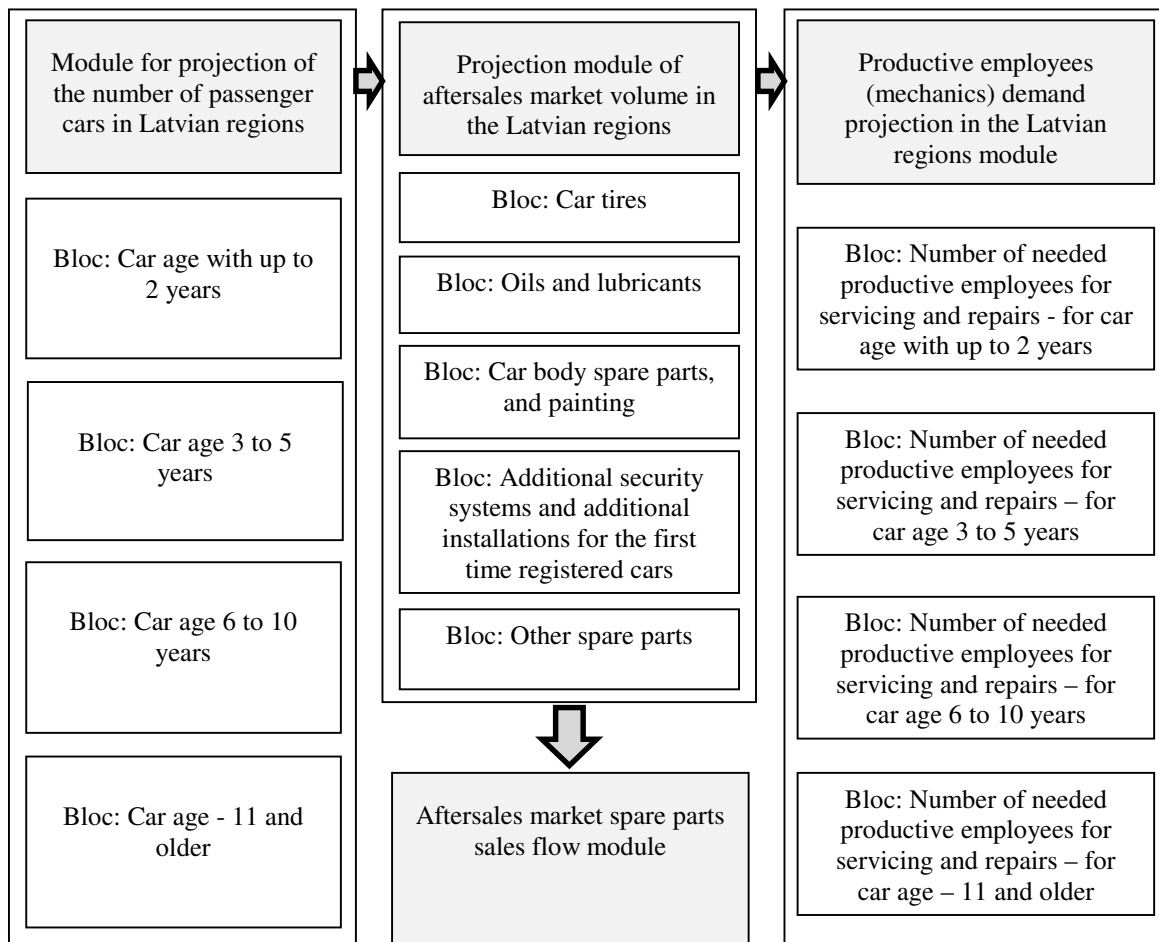 Module for projection of
the number of passenger
cars in Latvian regions
Bloc: Car age with up to
2 years
Bloc: Car age 3 to 5
years
Bloc: Car age 6 to 10
years
Bloc: Car age - 11 and
older
Projection module of
aftersales market volume in
the Latvian regions
Bloc: Car tires
Bloc: Oils and lubricants
Bloc: Car body spare parts,
and painting
Bloc: Additional security
systems and additional
installations for the first
time registered cars
Bloc: Other spare parts
Aftersales market spare parts
sales flow module
Productive employees
(mechanics) demand
projection in the Latvian
regions module
Bloc: Number of needed
productive employees for
servicing and repairs - for car
age with up to 2 years
Bloc: Number of needed
productive employees for
servicing and repairs – for
car age 3 to 5 years
Bloc: Number of needed
productive employees for
servicing and repairs – for
car age 6 to 10 years
Bloc: Number of needed
productive employees for
servicing and repairs – for
car age – 11 and older